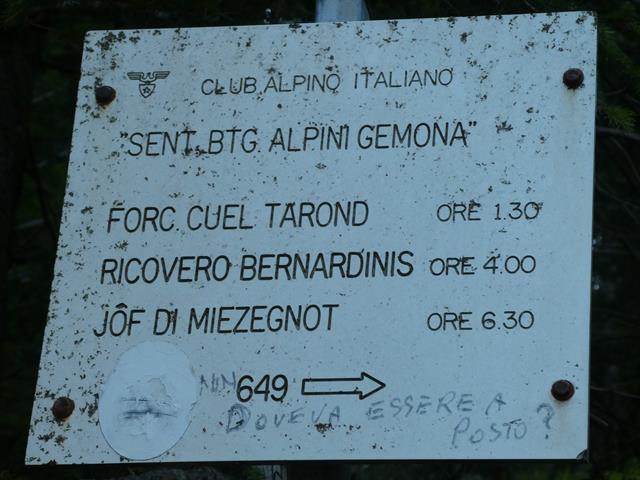 CLUB ALPINO ITALIANO
"SENT. BTG ALPINI GEMONA"
FORC. CUEL TAROND ORE 1.30
RICOVERO BERNARDINIS ORE 4.00
JÔF DI MIEZEGNOT ORE 6.30
649
DOVEVA ESSERE A
POSTO?